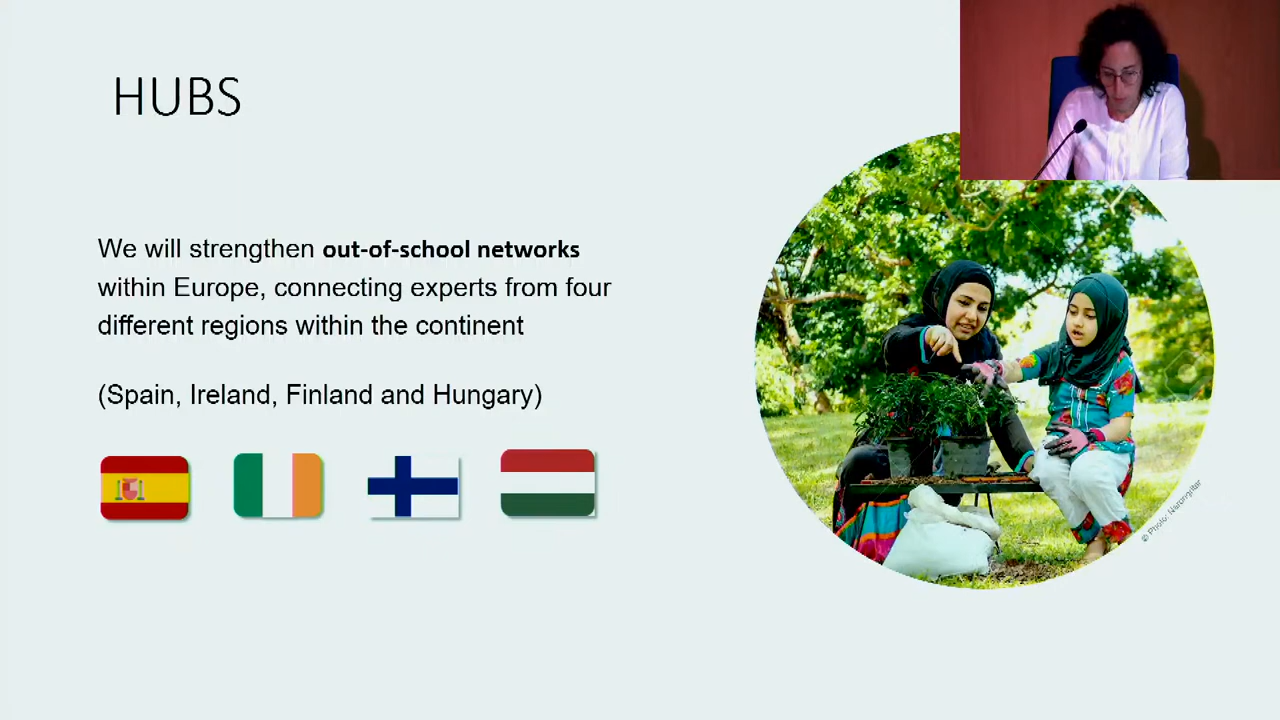 HUBS
We will strengthen out-of-school networks
within Europe, connecting experts from four
different regions within the continent
(Spain, Ireland, Finland and Hungary)
© Photo: Narongrifar